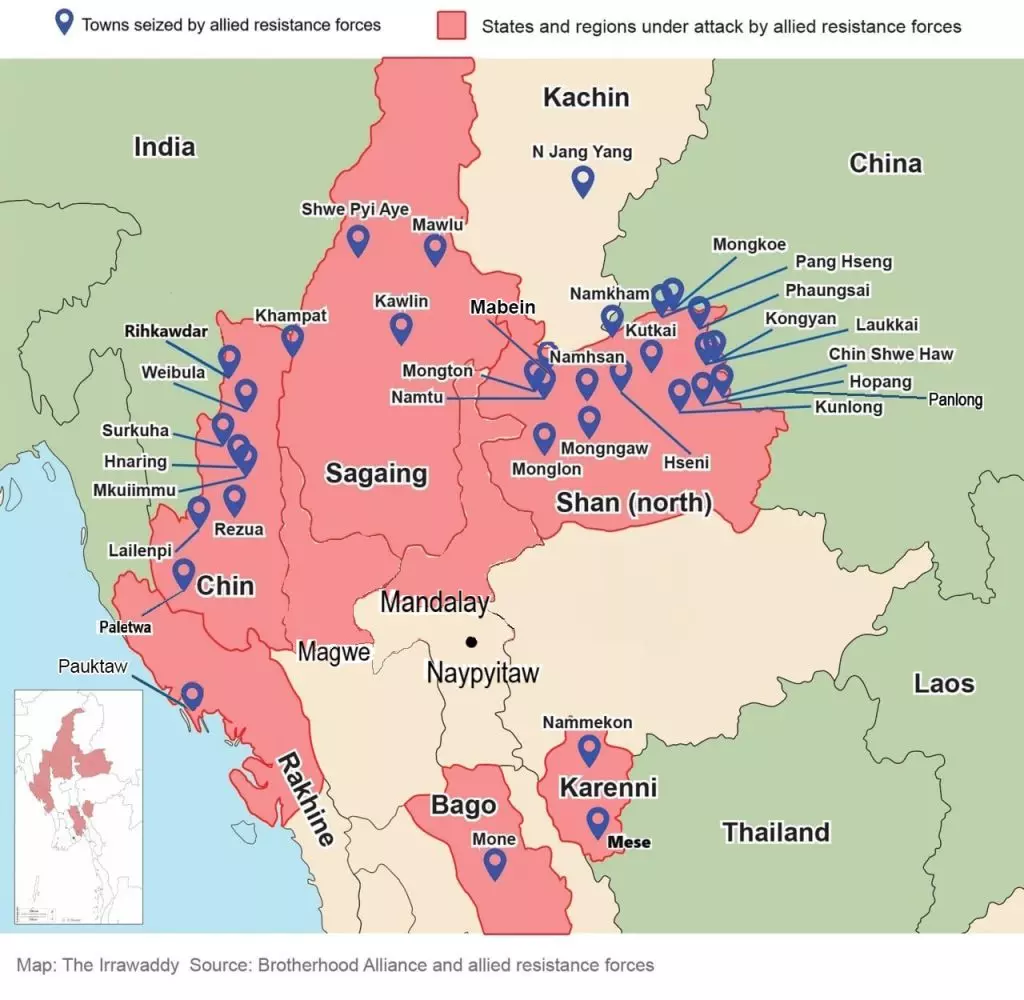 Towns seized by allied resistance forces
States and regions under attack by allied resistance forces
Kachin
India
N Jang Yang
China
Shwe Pyi Aye
Mawlu
Mongkoe
Pang Hseng
Namkham
Phaungsai
Kawlin
Mabein
Khampat
Kongyan
Laukkai
Rihkawdar
Kutkai
Chin Shwe Haw
Namhsan
Weibula
Mongton
Hopang
Namtu
Panlong
Kunlong
Surkuha
Mongngaw
Hnaring
Hseni
Monglon
Sagaing
Mkuiimmu
Shan (north)
Rezua
Lailenpi
Chin
Mandalay
Paletwa
Magwe
Naypyitaw
Pauktaw
Laos
Nammekon
Rakhine
Karenni
Bago
Thailand
Mone
Mese
Map: The Irrawaddy Source: Brotherhood Alliance and allied resistance forces